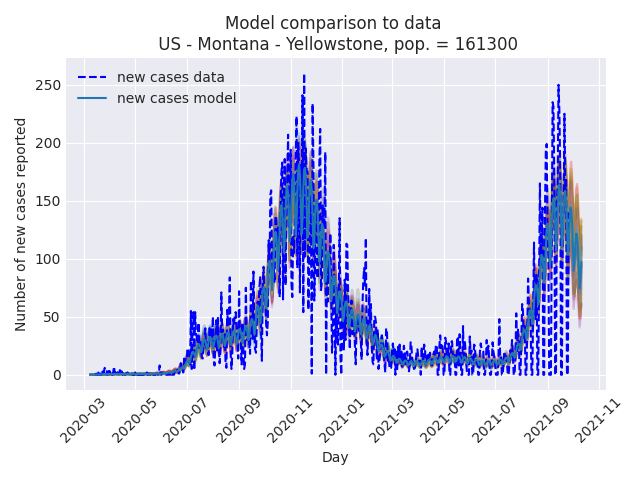 Model comparison to data
US - Montana - Yellowstone, pop. = 161300
new cases data
new cases model
Number of new cases reported
250
200
150
100
50
0
2020-03
2020-05
2020-07
2020-09
2020-11
2021-01
2021-03
2021-05
2021-07
2021-09
2021-11
Day